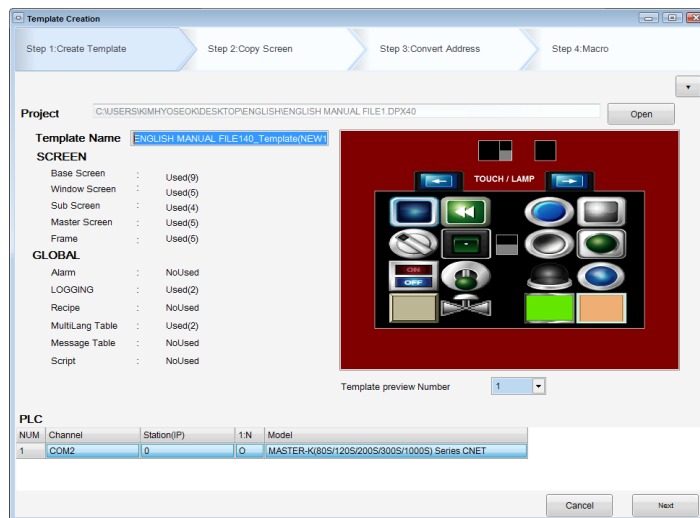 Template Creation
Step 1:Create Template Step 2:Copy Screen Step 3:Convert Address Step 4:Macro
Project C:\USERS\KIMHYOSEOK\DESKTOP\ENGLISH\ENGLISH MANUAL FILE1.DPX40 Open
Template Name ENGLISH MANUAL FILE140_Template(NEW1
SCREEN
Base Screen : Used(9)
Window Screen : Used(5)
Sub Screen : Used(4)
Master Screen : Used(5)
Frame : Used(5)
GLOBAL
Alarm : NoUsed
LOGGING : Used(2)
Recipe : NoUsed
MultiLang Table : Used(2)
Message Table : NoUsed
Script : NoUsed
TOUCH / LAMP
ON
OFF
Template preview Number 1
PLC
NUM Channel Station(IP) 1:N Model
1 COM2 0 O MASTER-K(80S/120S/200S/300S/1000S) Series CNET
Cancel Next